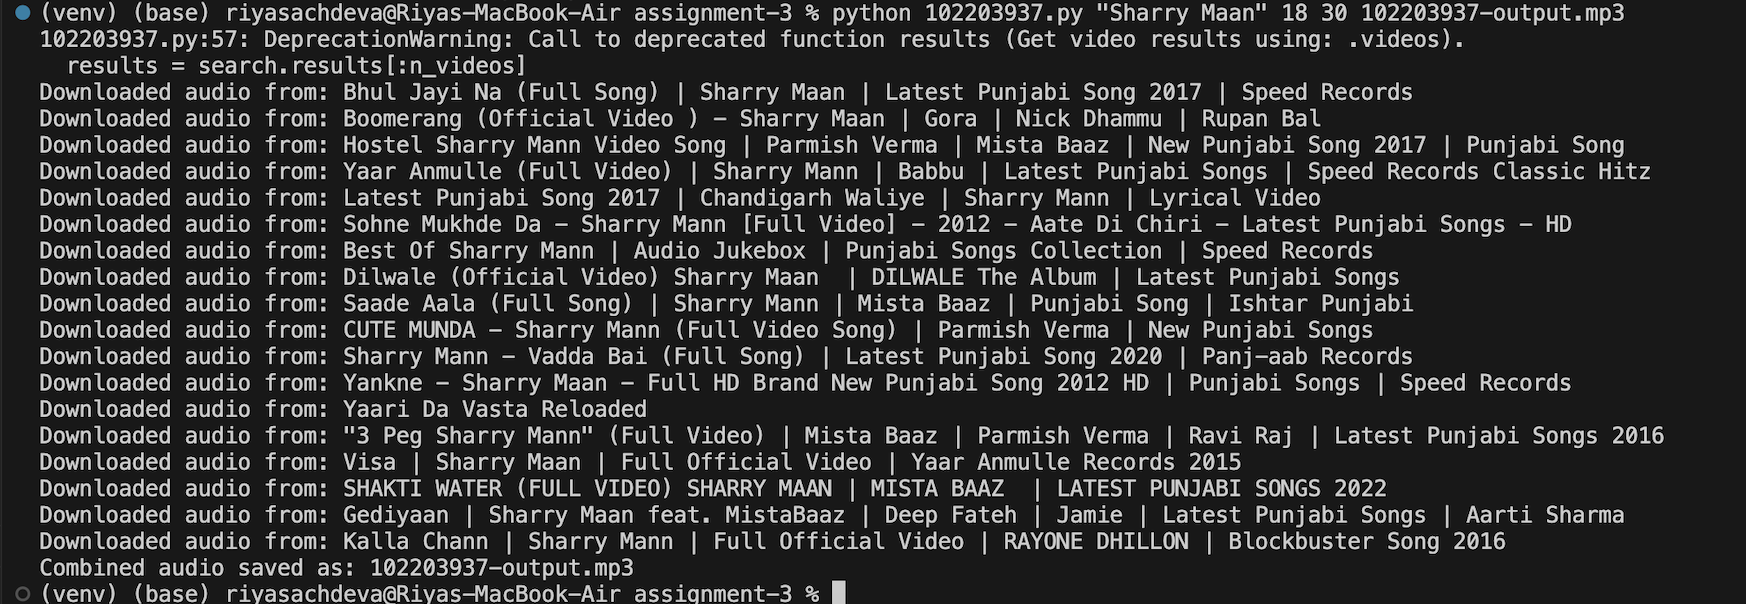 (venv) (base) riyasachdeva@Riyas-MacBook-Air assignment-3 % python 102203937.py "Sharry Maan" 18 30 102203937-output.mp3
102203937.py:57: DeprecationWarning: Call to deprecated function results (Get video results using: .videos).
  results = search.results[:n_videos]
Downloaded audio from: Bhul Jayi Na (Full Song) | Sharry Maan | Latest Punjabi Song 2017 | Speed Records
Downloaded audio from: Boomerang (Official Video ) - Sharry Maan | Gora | Nick Dhammu | Rupan Bal
Downloaded audio from: Hostel Sharry Mann Video Song | Parmish Verma | Mista Baaz | New Punjabi Song 2017 | Punjabi Song
Downloaded audio from: Yaar Anmulle (Full Video) | Sharry Mann | Babbu | Latest Punjabi Songs | Speed Records Classic Hitz
Downloaded audio from: Latest Punjabi Song 2017 | Chandigarh Waliye | Sharry Mann | Lyrical Video
Downloaded audio from: Sohne Mukhde Da - Sharry Mann [Full Video] - 2012 - Aate Di Chiri - Latest Punjabi Songs - HD
Downloaded audio from: Best Of Sharry Mann | Audio Jukebox | Punjabi Songs Collection | Speed Records
Downloaded audio from: Dilwale (Official Video) Sharry Maan  | DILWALE The Album | Latest Punjabi Songs
Downloaded audio from: Saade Aala (Full Song) | Sharry Mann | Mista Baaz | Punjabi Song | Ishtar Punjabi
Downloaded audio from: CUTE MUNDA - Sharry Mann (Full Video Song) | Parmish Verma | New Punjabi Songs
Downloaded audio from: Sharry Mann - Vadda Bai (Full Song) | Latest Punjabi Song 2020 | Panj-aab Records
Downloaded audio from: Yankne - Sharry Maan - Full HD Brand New Punjabi Song 2012 HD | Punjabi Songs | Speed Records
Downloaded audio from: Yaari Da Vasta Reloaded
Downloaded audio from: "3 Peg Sharry Mann" (Full Video) | Mista Baaz | Parmish Verma | Ravi Raj | Latest Punjabi Songs 2016
Downloaded audio from: Visa | Sharry Maan | Full Official Video | Yaar Anmulle Records 2015
Downloaded audio from: SHAKTI WATER (FULL VIDEO) SHARRY MAAN | MISTA BAAZ  | LATEST PUNJABI SONGS 2022
Downloaded audio from: Gediyaan | Sharry Maan feat. MistaBaaz | Deep Fateh | Jamie | Latest Punjabi Songs | Aarti Sharma
Downloaded audio from: Kalla Chann | Sharry Mann | Full Official Video | RAYONE DHILLON | Blockbuster Song 2016
Combined audio saved as: 102203937-output.mp3
(venv) (base) riyasachdeva@Riyas-MacBook-Air assignment-3 %